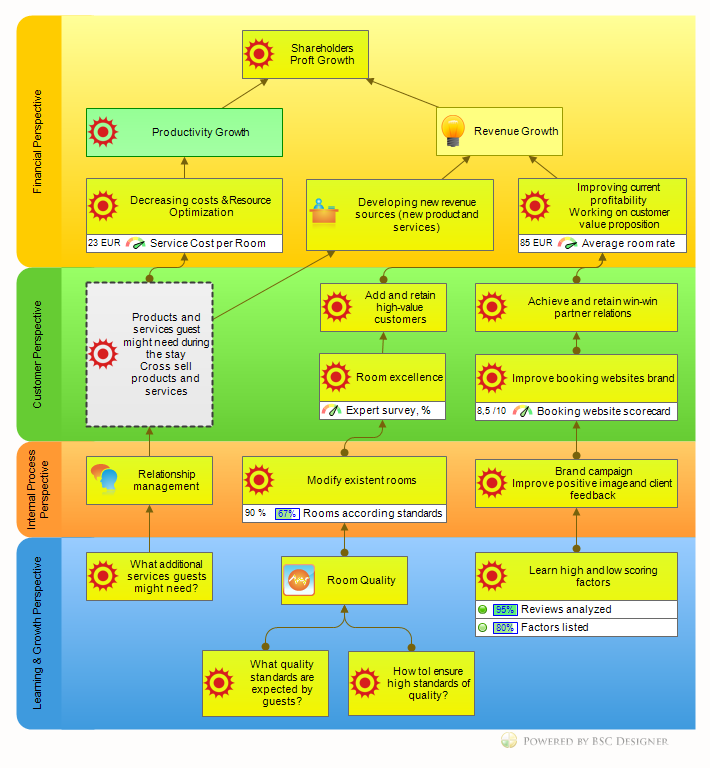 Financial Perspective
Shareholders
Proft Growth
Productivity Growth
Revenue Growth
Decreasing costs & Resource
Optimization
23 EUR Service Cost per Room
Developing new revenue
sources (new product and
services)
Improving current
profitability
Working on customer
value proposition
85 EUR Average room rate
Customer Perspective
Products and
services guest
might need during
the stay
Cross sell
products and
services
Add and retain
high-value
customers
Achieve and retain win-win
partner relations
Room excellence
Expert survey, %
Improve booking websites brand
8,5 /10 Booking website scorecard
Internal Process
Perspective
Relationship
management
Modify existent rooms
90 % 67% Rooms according standards
Brand campaign
Improve positive image and client
feedback
Learning & Growth Perspective
What additional
services guests
might need?
Room Quality
Learn high and low scoring
factors
95% Reviews analyzed
80% Factors listed
What quality
standards are
expected by
guests?
How tol ensure
high standards of
quality?
Powered by BSC Designer